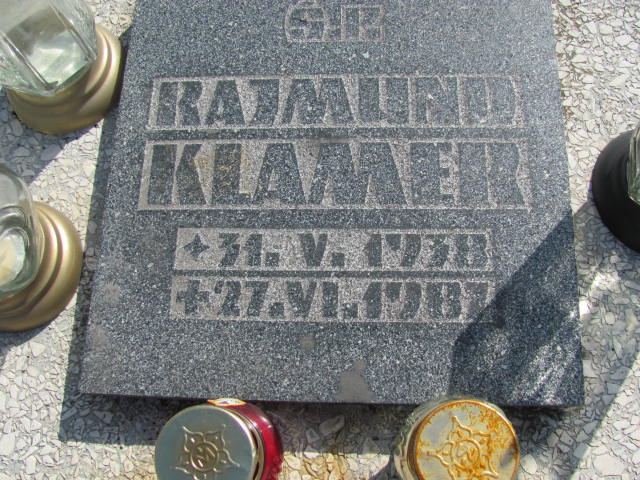 Ś.P.
RAJMUND
KLAMER
✦ 31. V. 1938
+ 27. VI. 1987